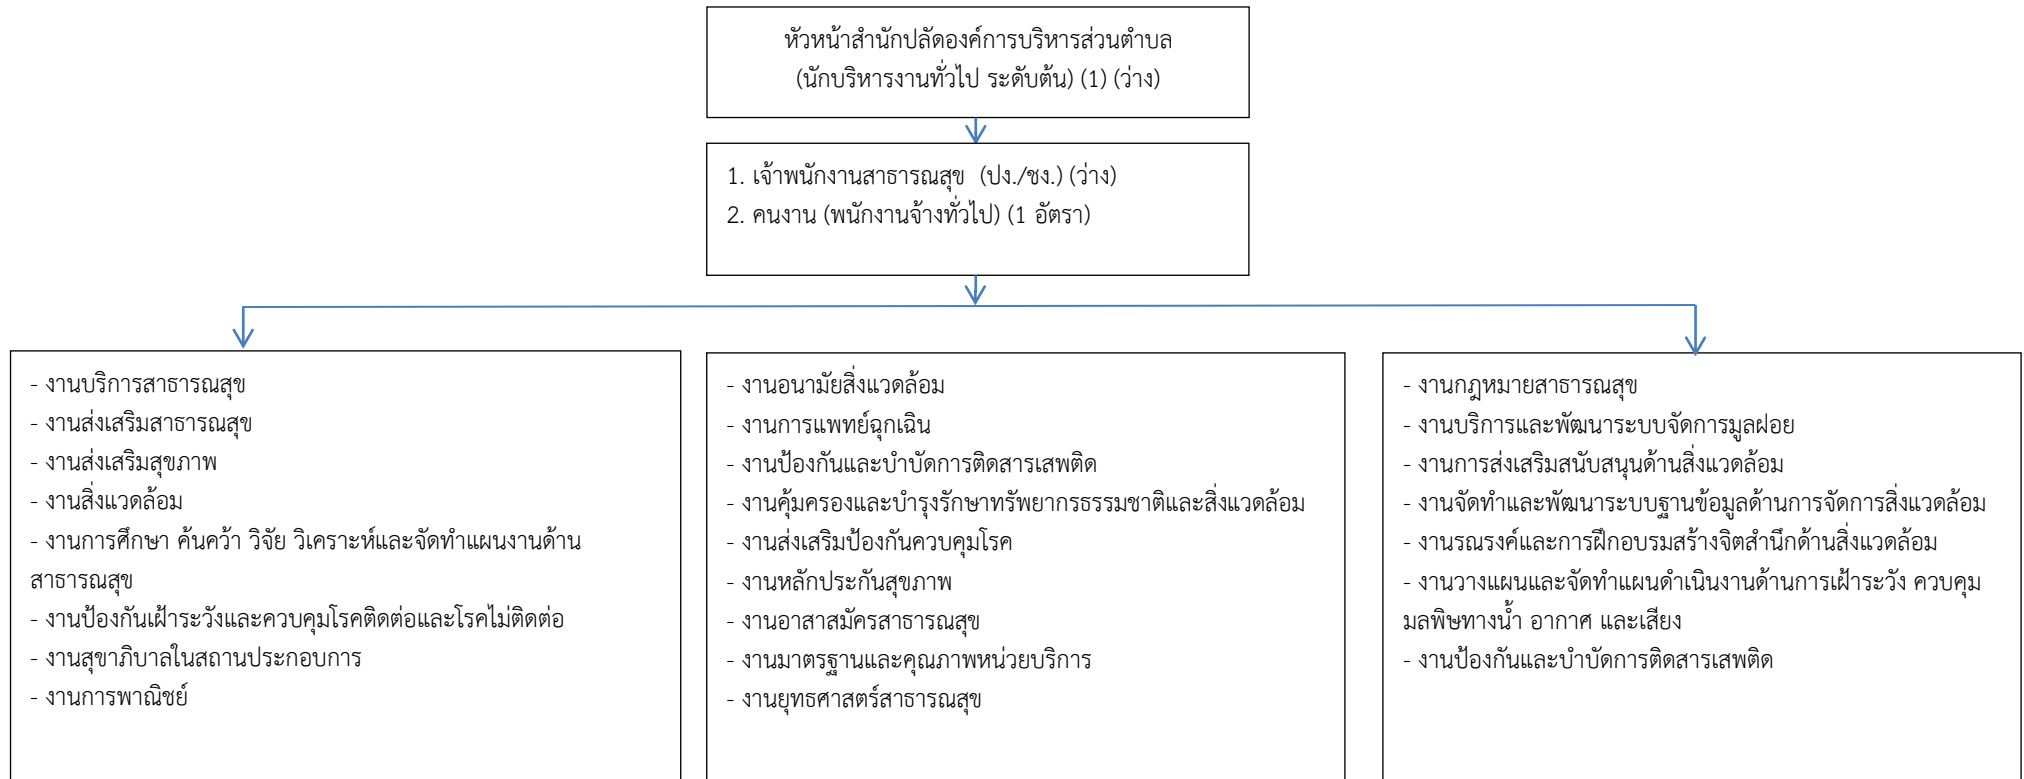 หัวหน้าสำนักปลัดองค์การบริหารส่วนตำบล
(นักบริหารงานทั่วไป ระดับต้น) (1) (ว่าง)
1. เจ้าพนักงานสาธารณสุข (ปง./ชง.) (ว่าง)
2. คนงาน (พนักงานจ้างทั่วไป) (1 อัตรา)
- งานบริการสาธารณสุข
- งานส่งเสริมสาธารณสุข
- งานส่งเสริมสุขภาพ
- งานสิ่งแวดล้อม
- งานการศึกษา ค้นคว้า วิจัย วิเคราะห์และจัดทำแผนงานด้าน
สาธารณสุข
- งานป้องกันเฝ้าระวังและควบคุมโรคติดต่อและโรคไม่ติดต่อ
- งานสุขาภิบาลในสถานประกอบการ
- งานการพาณิชย์
- งานอนามัยสิ่งแวดล้อม
- งานการแพทย์ฉุกเฉิน
- งานป้องกันและบำบัดการติดสารเสพติด
- งานคุ้มครองและบำรุงรักษาทรัพยากรธรรมชาติและสิ่งแวดล้อม
- งานส่งเสริมป้องกันควบคุมโรค
- งานหลักประกันสุขภาพ
- งานอาสาสมัครสาธารณสุข
- งานมาตรฐานและคุณภาพหน่วยบริการ
- งานยุทธศาสตร์สาธารณสุข
- งานกฎหมายสาธารณสุข
- งานบริการและพัฒนาระบบจัดการมูลฝอย
- งานการส่งเสริมสนับสนุนด้านสิ่งแวดล้อม
- งานจัดทำและพัฒนาระบบฐานข้อมูลด้านการจัดการสิ่งแวดล้อม
- งานรณรงค์และการฝึกอบรมสร้างจิตสำนึกด้านสิ่งแวดล้อม
- งานวางแผนและจัดทำแผนดำเนินงานด้านการเฝ้าระวัง ควบคุม
มลพิษทางน้ำ อากาศ และเสียง
- งานป้องกันและบำบัดการติดสารเสพติด